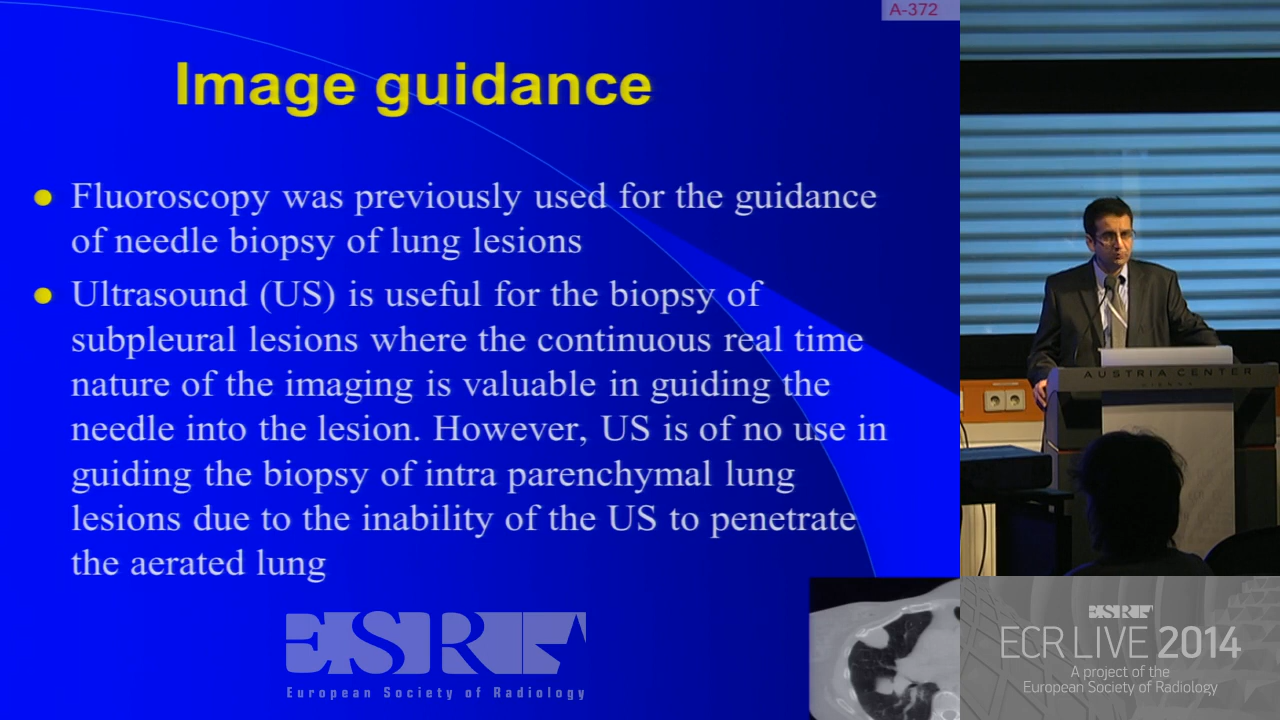 A-372
Image guidance
Fluoroscopy was previously used for the guidance
of needle biopsy of lung lesions
Ultrasound (US) is useful for the biopsy of
subpleural lesions where the continuous real time
nature of the imaging is valuable in guiding the
needle into the lesion. However, US is of no use in
guiding the biopsy of intra parenchymal lung
lesions due to the inability of the US to penetrate
the aerated lung
ESR
European Society of Radiology
AUSTRIA CENTER
ESR
ECR LIVE 2014
A project of the
European Society of Radiology